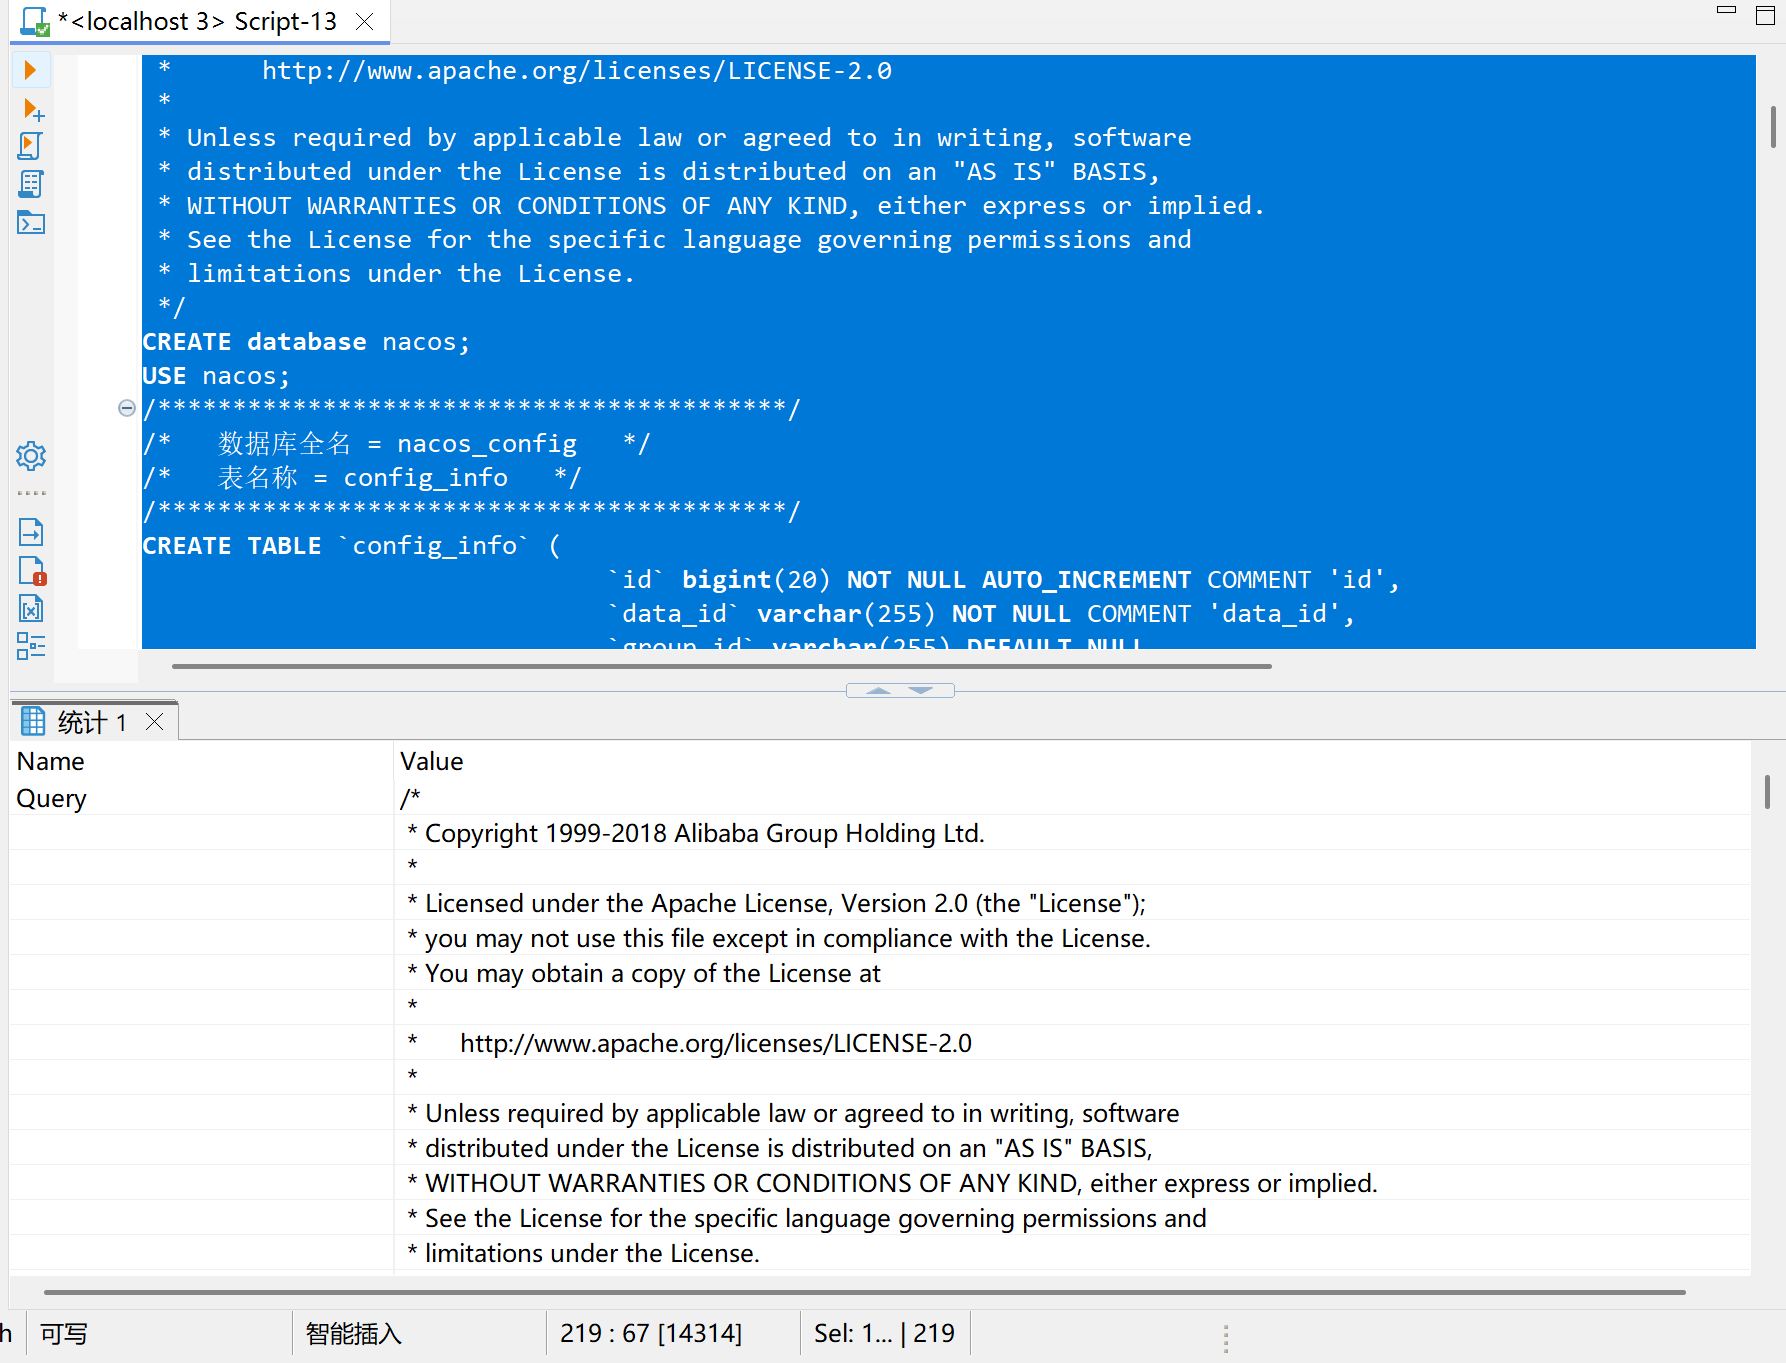 *<localhost 3> Script-13
*      http://www.apache.org/licenses/LICENSE-2.0
*
* Unless required by applicable law or agreed to in writing, software
* distributed under the License is distributed on an "AS IS" BASIS,
* WITHOUT WARRANTIES OR CONDITIONS OF ANY KIND, either express or implied.
* See the License for the specific language governing permissions and
* limitations under the License.
*/
CREATE database nacos;
USE nacos;
/******************************************/
/*   数据库全名 = nacos_config   */
/*   表名称 = config_info   */
/******************************************/
CREATE TABLE `config_info` (
`id` bigint(20) NOT NULL AUTO_INCREMENT COMMENT 'id',
`data_id` varchar(255) NOT NULL COMMENT 'data_id',
`group_id` varchar(255) DEFAULT NULL
统计 1
Name Value
Query /*
* Copyright 1999-2018 Alibaba Group Holding Ltd.
*
* Licensed under the Apache License, Version 2.0 (the "License");
* you may not use this file except in compliance with the License.
* You may obtain a copy of the License at
*
*      http://www.apache.org/licenses/LICENSE-2.0
*
* Unless required by applicable law or agreed to in writing, software
* distributed under the License is distributed on an "AS IS" BASIS,
* WITHOUT WARRANTIES OR CONDITIONS OF ANY KIND, either express or implied.
* See the License for the specific language governing permissions and
* limitations under the License.
h 可写 智能插入 219 : 67 [14314] Sel: 1... | 219